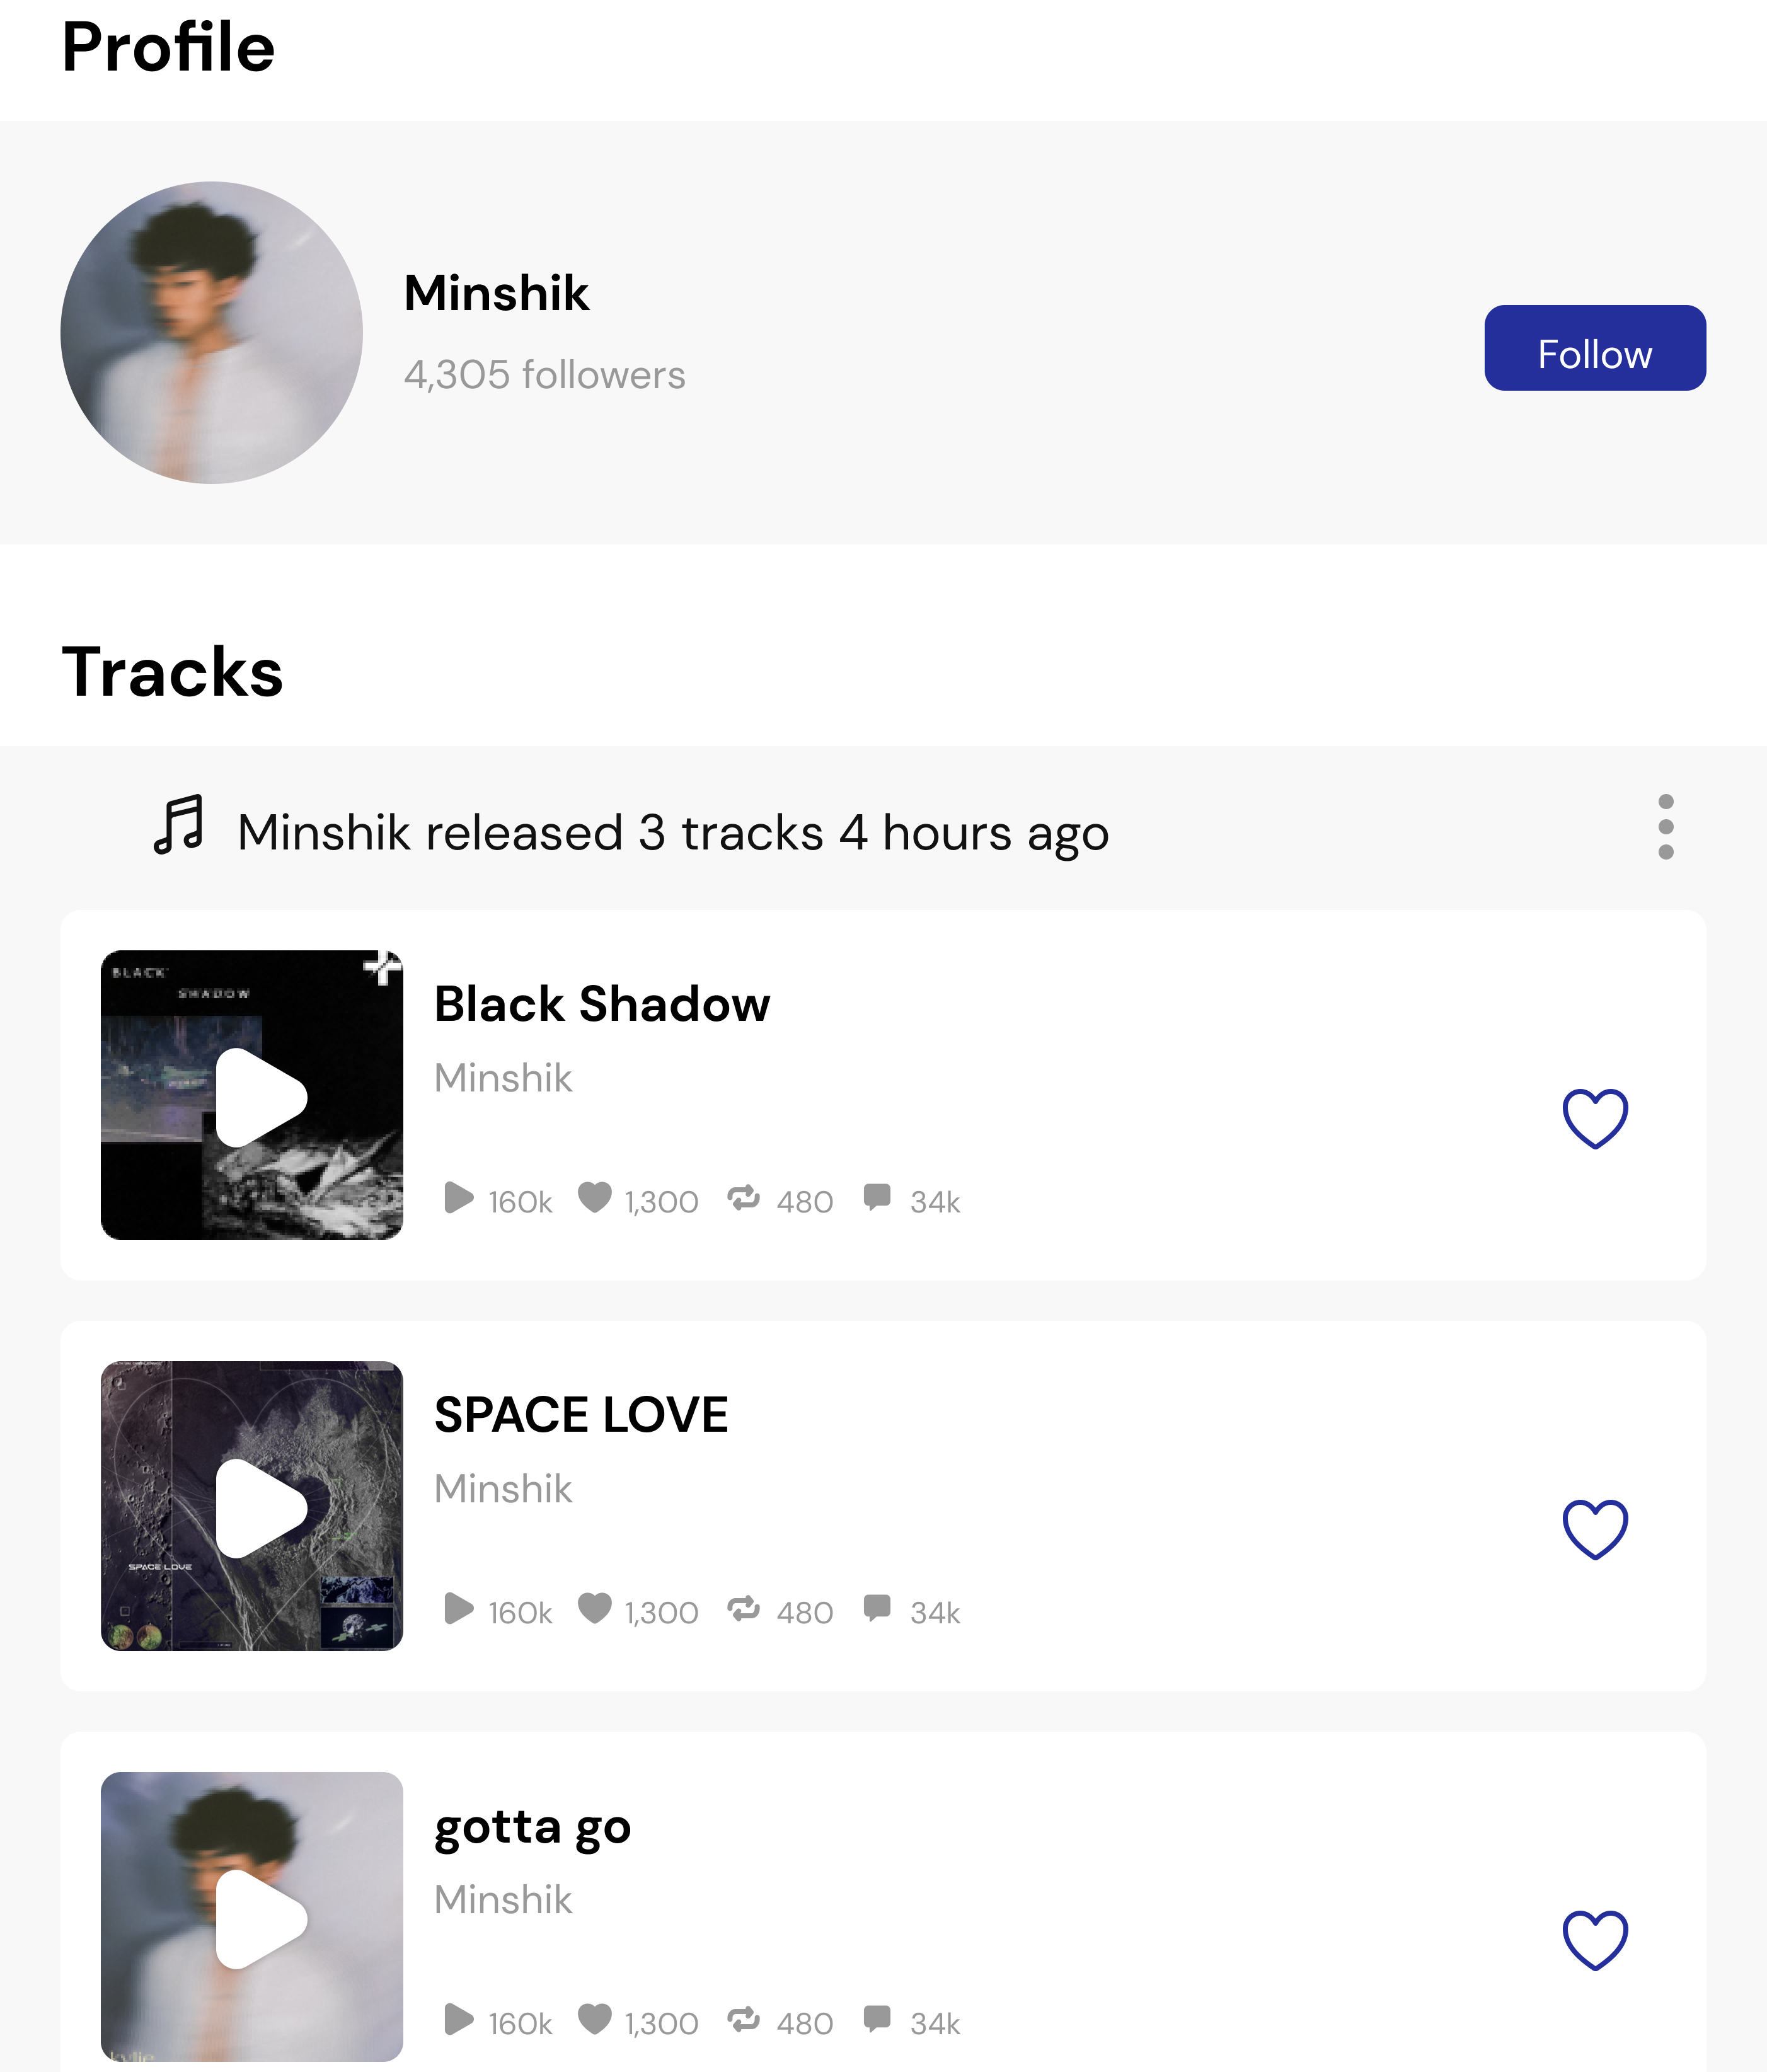 Profile
Minshik
4,305 followers
Follow
Tracks
Minshik released 3 tracks 4 hours ago
BLACK
SHADOW
Black Shadow
Minshik
160k 1,300 480 34k
SPACE LOVE
SPACE LOVE
Minshik
160k 1,300 480 34k
gotta go
Minshik
160k 1,300 480 34k
kylie